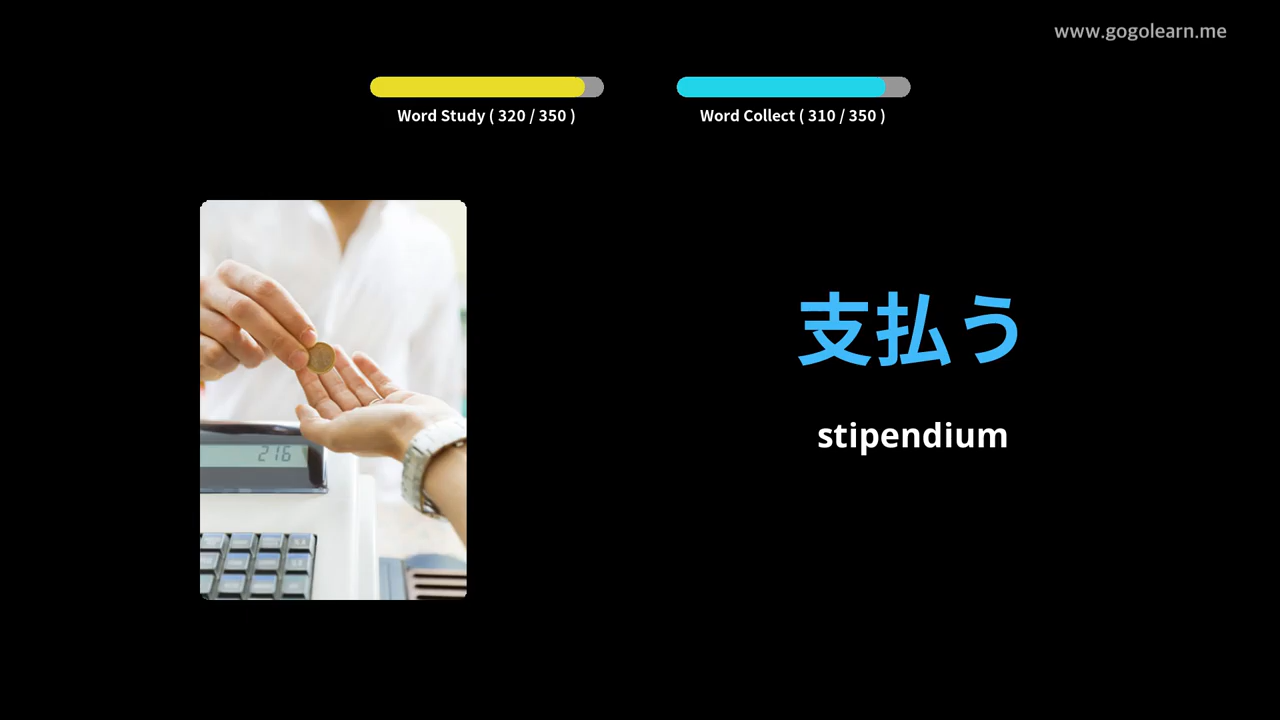 www.gogolearn.me
Word Study ( 320 / 350 )
Word Collect ( 310 / 350 )
支払う
stipendium
216